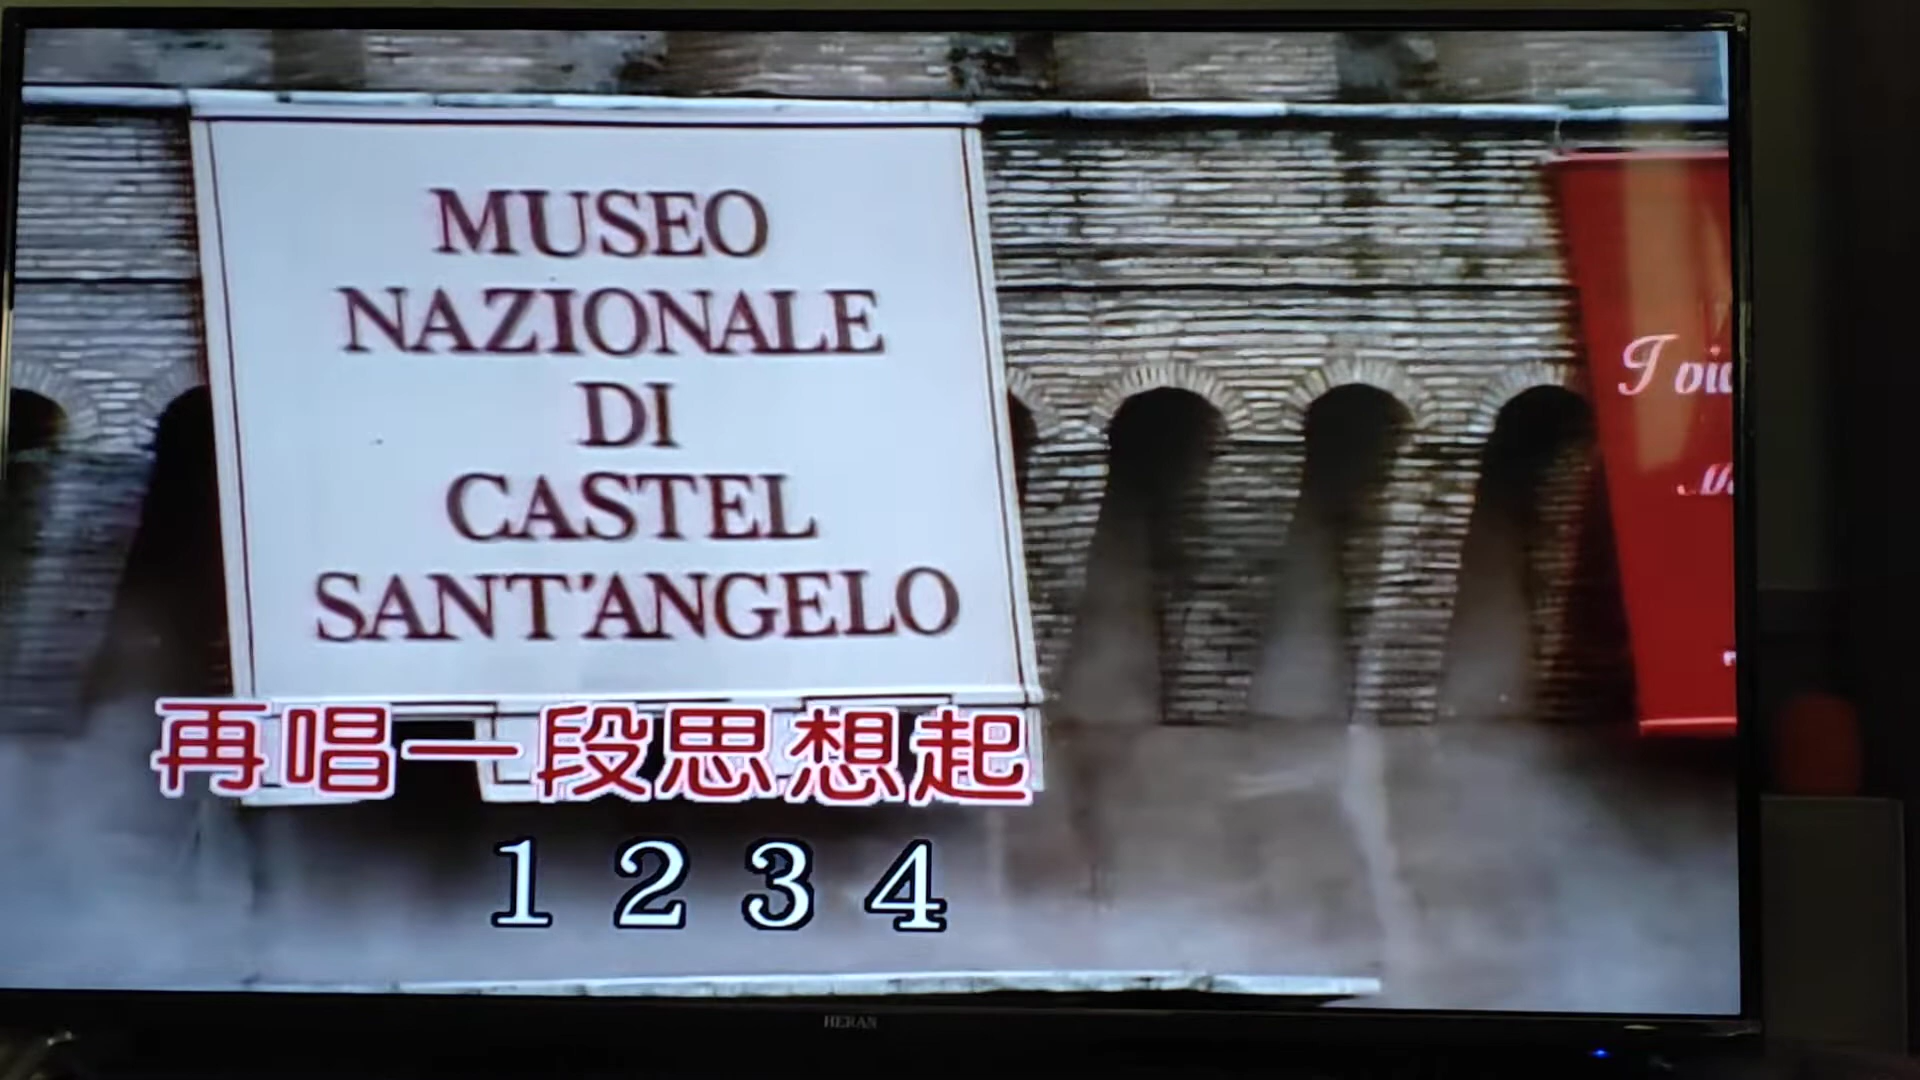 MUSEO
NAZIONALE
DI
CASTEL
SANT'ANGELO
再唱一段思想起
1 2 3 4
HERAN